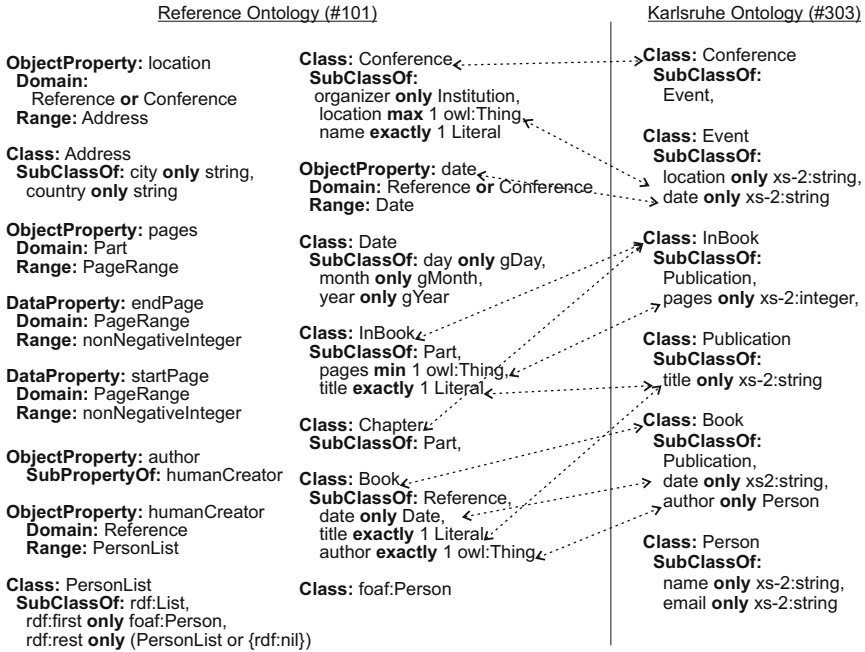 Reference Ontology (#101)
ObjectProperty: location
Domain:
Reference or Conference
Range: Address
Class: Address
SubClassOf: city only string,
country only string
ObjectProperty: pages
Domain: Part
Range: PageRange
DataProperty: endPage
Domain: PageRange
Range: nonNegativeInteger
DataProperty: startPage
Domain: PageRange
Range: nonNegativeInteger
ObjectProperty: author
SubPropertyOf: humanCreator
ObjectProperty: humanCreator
Domain: Reference
Range: PersonList
Class: PersonList
SubClassOf: rdf:List,
rdf:first only foaf:Person,
rdf:rest only (PersonList or {rdf:nil})
Class: Conference
SubClassOf:
organizer only Institution,
location max 1 owl:Thing,
name exactly 1 Literal
ObjectProperty: date
Domain: Reference or Conference
Range: Date
Class: Date
SubClassOf: day only gDay,
month only gMonth,
year only gYear
Class: InBook
SubClassOf: Part,
pages min 1 owl:Thing,
title exactly 1 Literal
Class: Chapter
SubClassOf: Part,
Class: Book
SubClassOf: Reference,
date only Date,
title exactly 1 Literal,
author exactly 1 owl:Thing
Class: foaf:Person
Karlsruhe Ontology (#303)
Class: Conference
SubClassOf:
Event,
Class: Event
SubClassOf:
location only xs-2:string,
date only xs-2:string
Class: InBook
SubClassOf:
Publication,
pages only xs-2:integer,
Class: Publication
SubClassOf:
title only xs-2:string
Class: Book
SubClassOf:
Publication,
date only xs2:string,
author only Person
Class: Person
SubClassOf:
name only xs-2:string,
email only xs-2:string